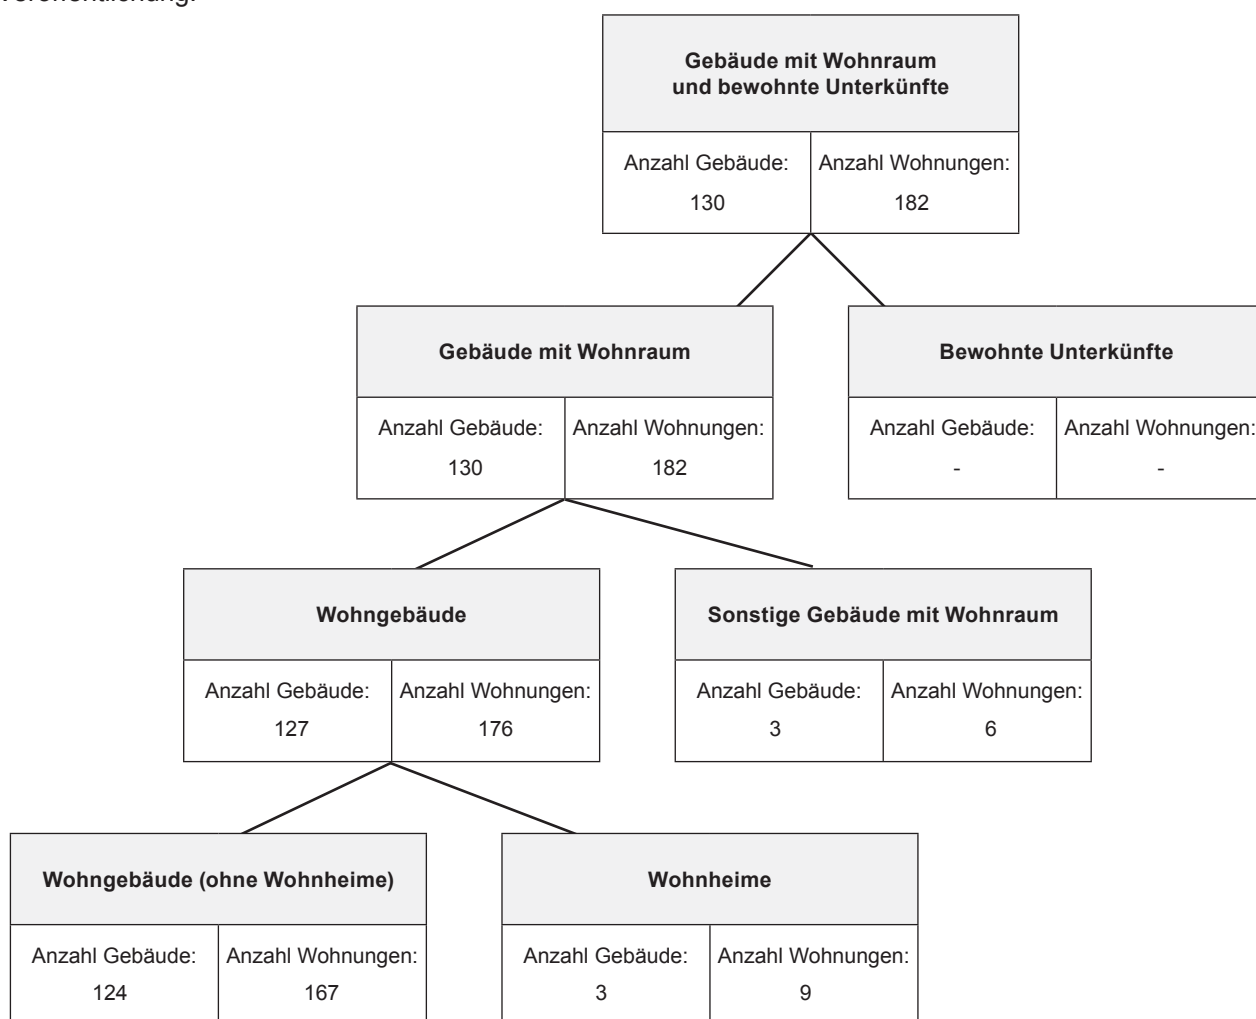 Veröffentlichung.
Gebäude mit Wohnraum
und bewohnte Unterkünfte
Anzahl Gebäude: Anzahl Wohnungen:
130 182
Gebäude mit Wohnraum
Bewohnte Unterkünfte
Anzahl Gebäude: Anzahl Wohnungen:
130 182
Anzahl Gebäude: Anzahl Wohnungen:
- -
Wohngebäude
Sonstige Gebäude mit Wohnraum
Anzahl Gebäude: Anzahl Wohnungen:
127 176
Anzahl Gebäude: Anzahl Wohnungen:
3 6
Wohngebäude (ohne Wohnheime)
Wohnheime
Anzahl Gebäude: Anzahl Wohnungen:
124 167
Anzahl Gebäude: Anzahl Wohnungen:
3 9